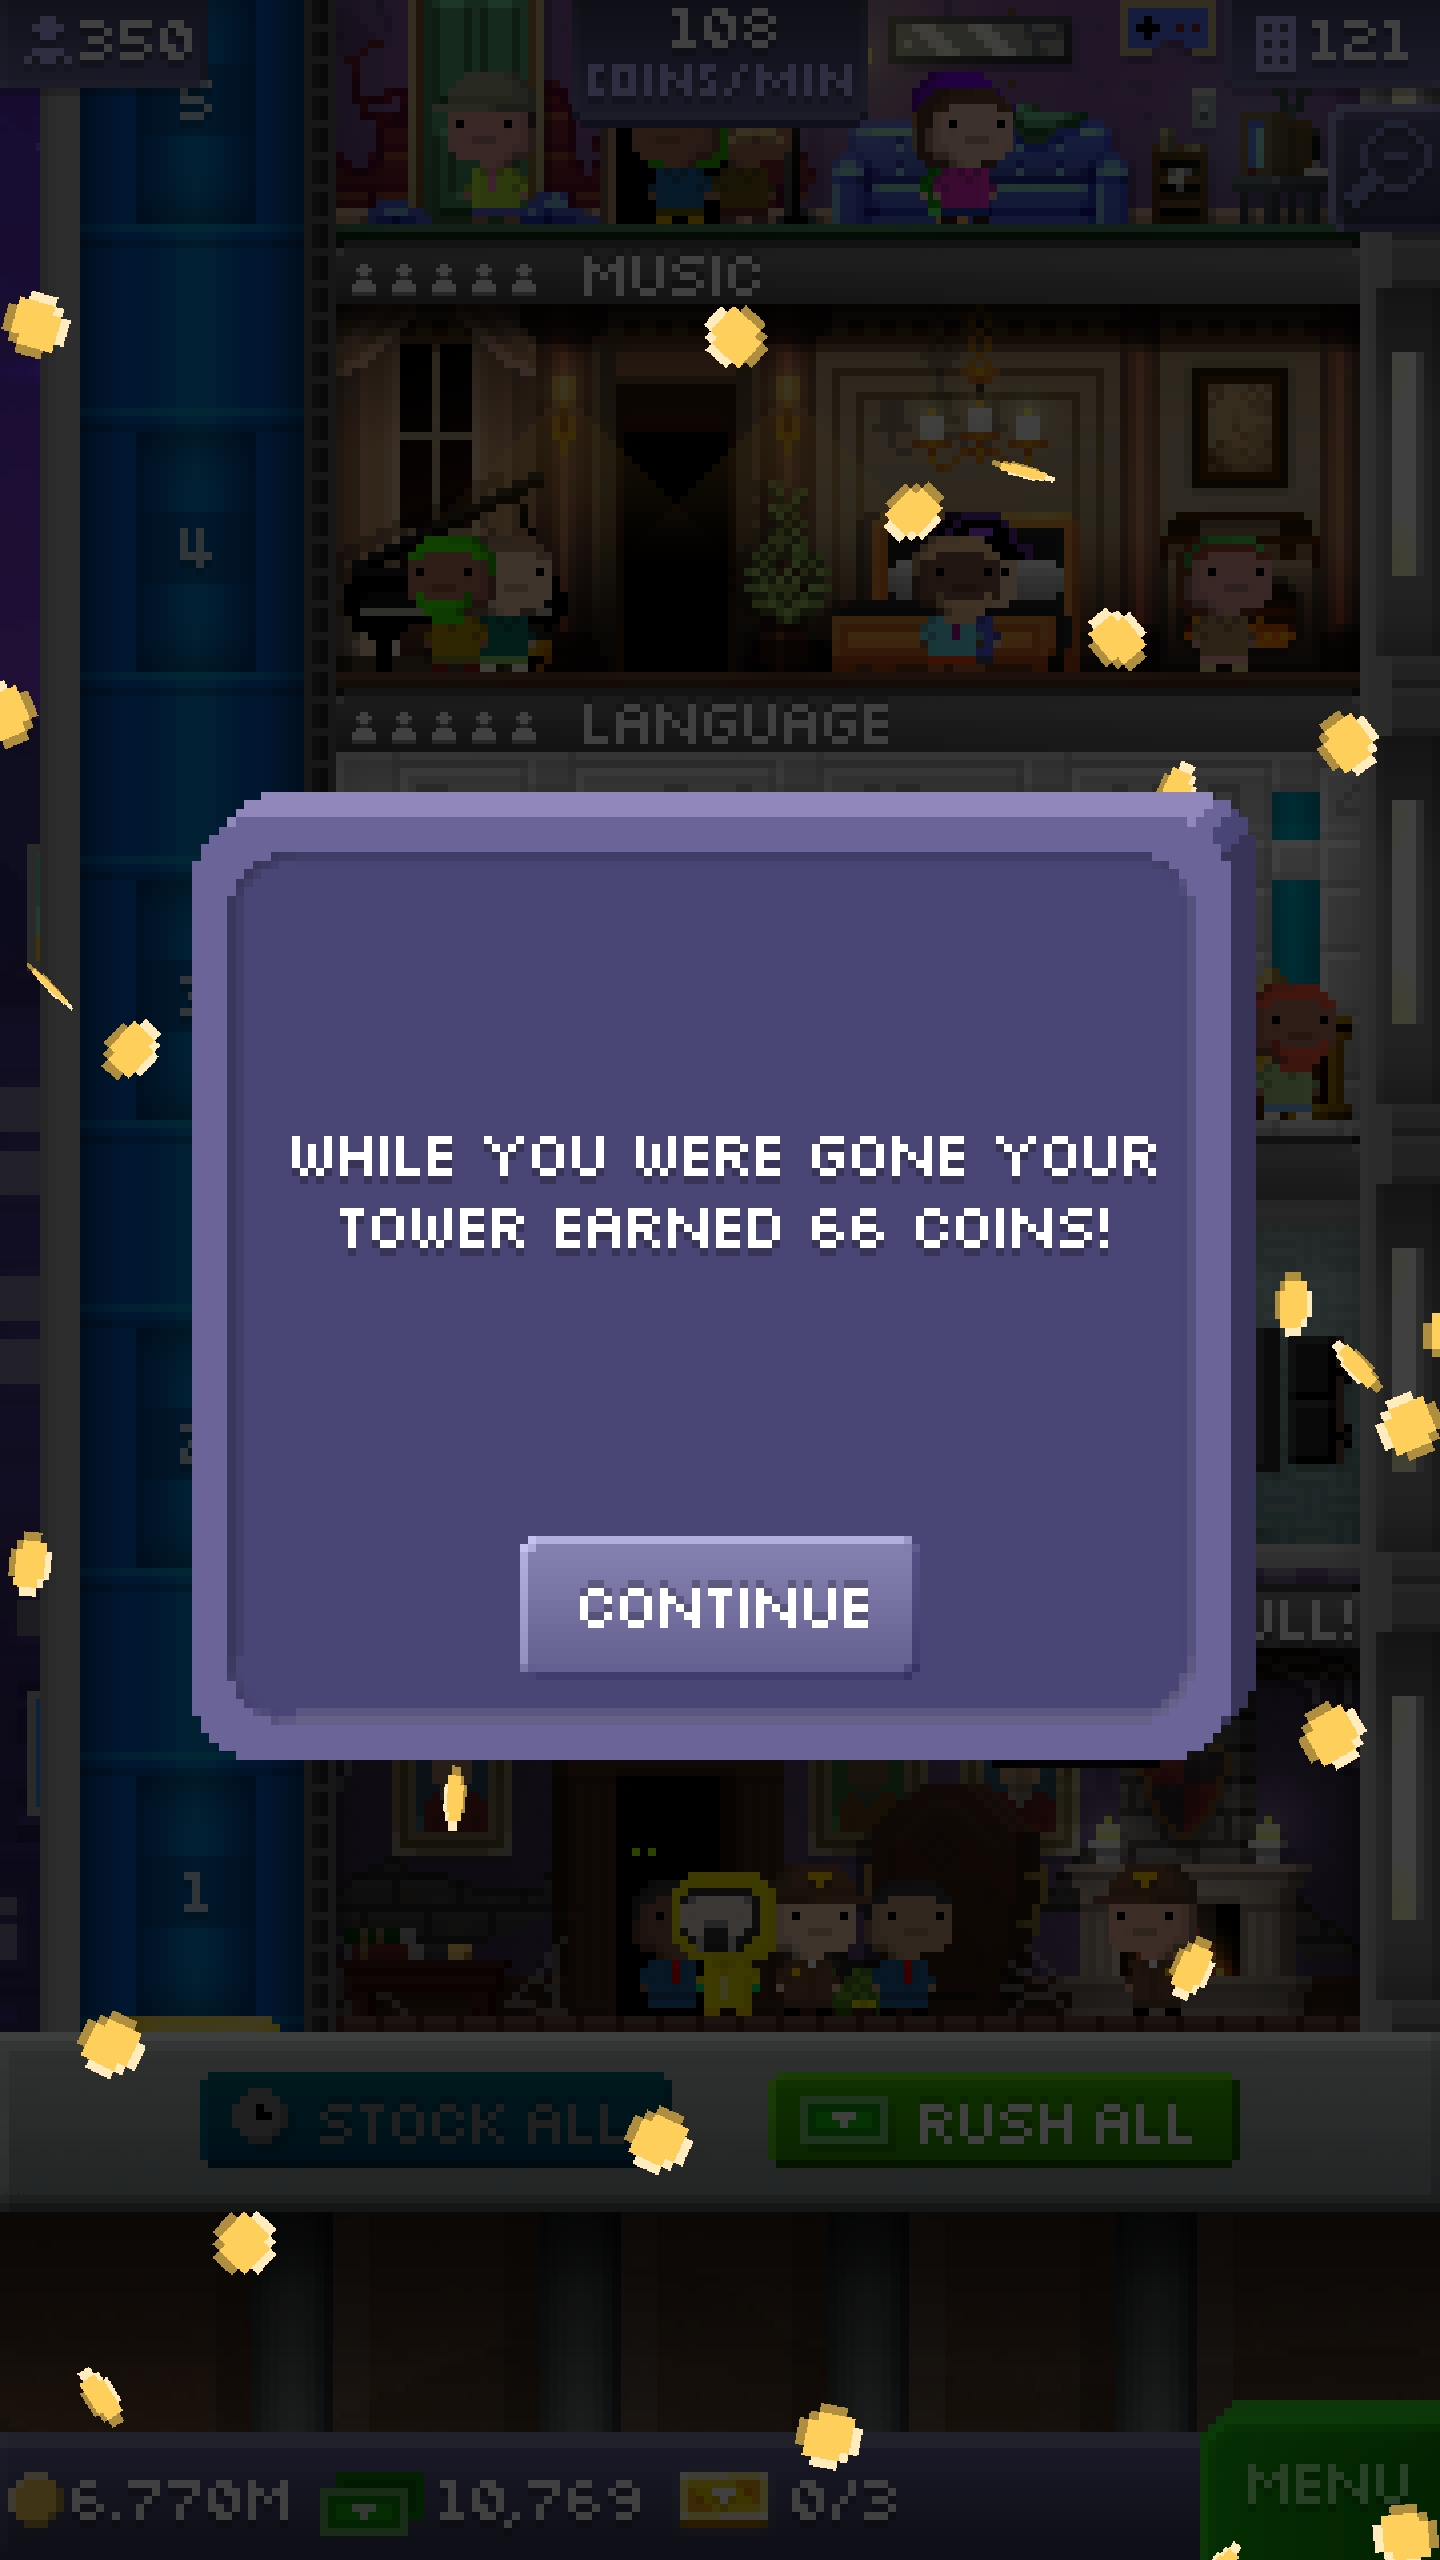 350
108
COINS/MIN
121
5
MUSIC
4
LANGUAGE
WHILE YOU WERE GONE YOUR
TOWER EARNED 66 COINS!
CONTINUE
1
STOCK ALL
RUSH ALL
6.770M
10,769
0/3
MENU